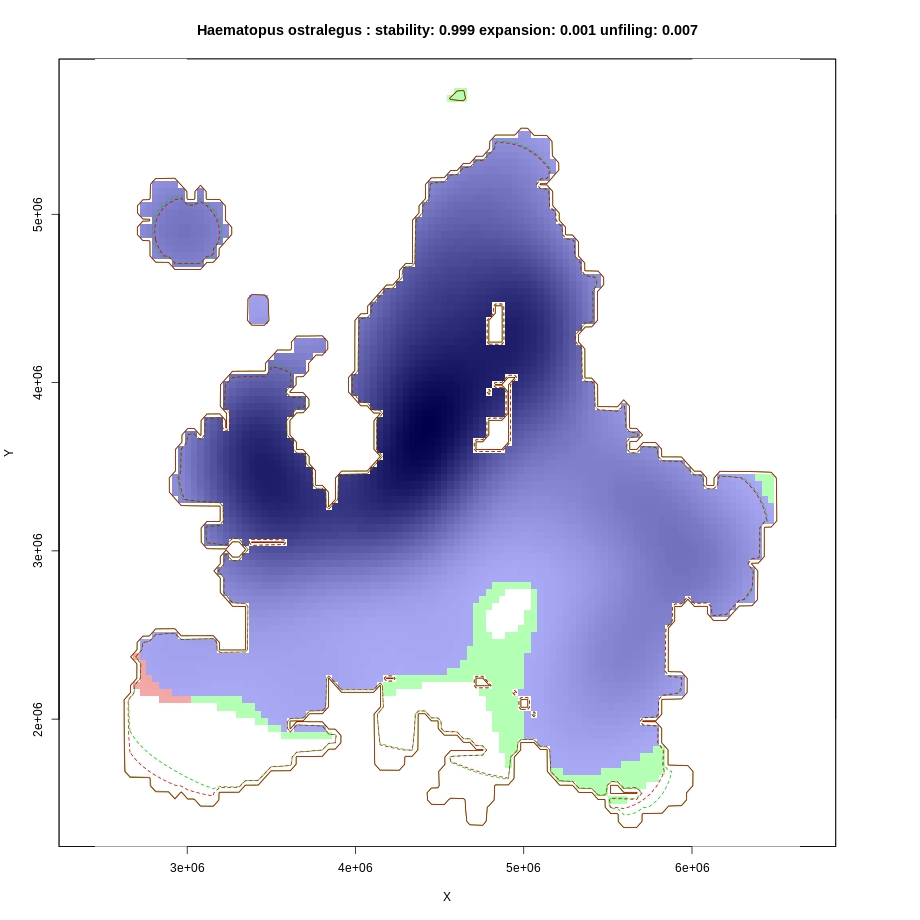 Haematopus ostralegus : stability: 0.999 expansion: 0.001 unfiling: 0.007
5e+06
4e+06
Y
3e+06
2e+06
3e+06
4e+06
5e+06
6e+06
X